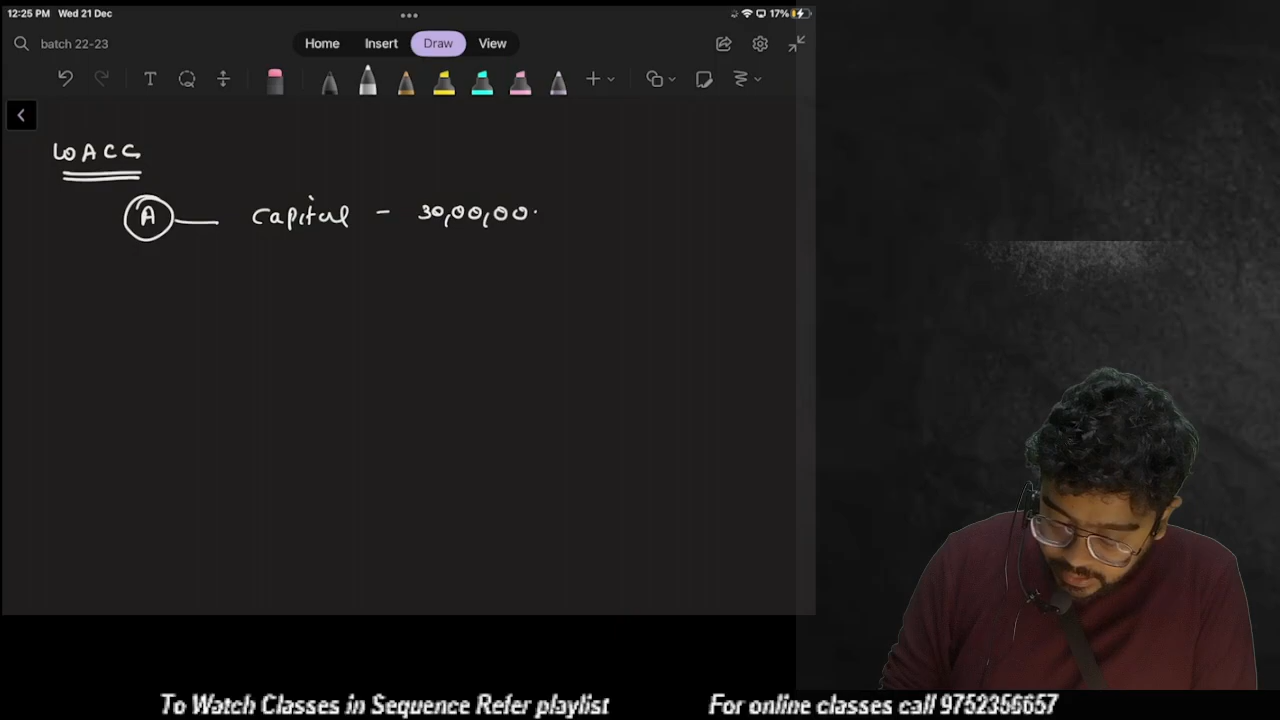 12:25 PM Wed 21 Dec
17%
batch 22-23
Home Insert Draw View
WACC
A — Capital - 30,00,00
To Watch Classes in Sequence Refer playlist
For online classes call 9752356657